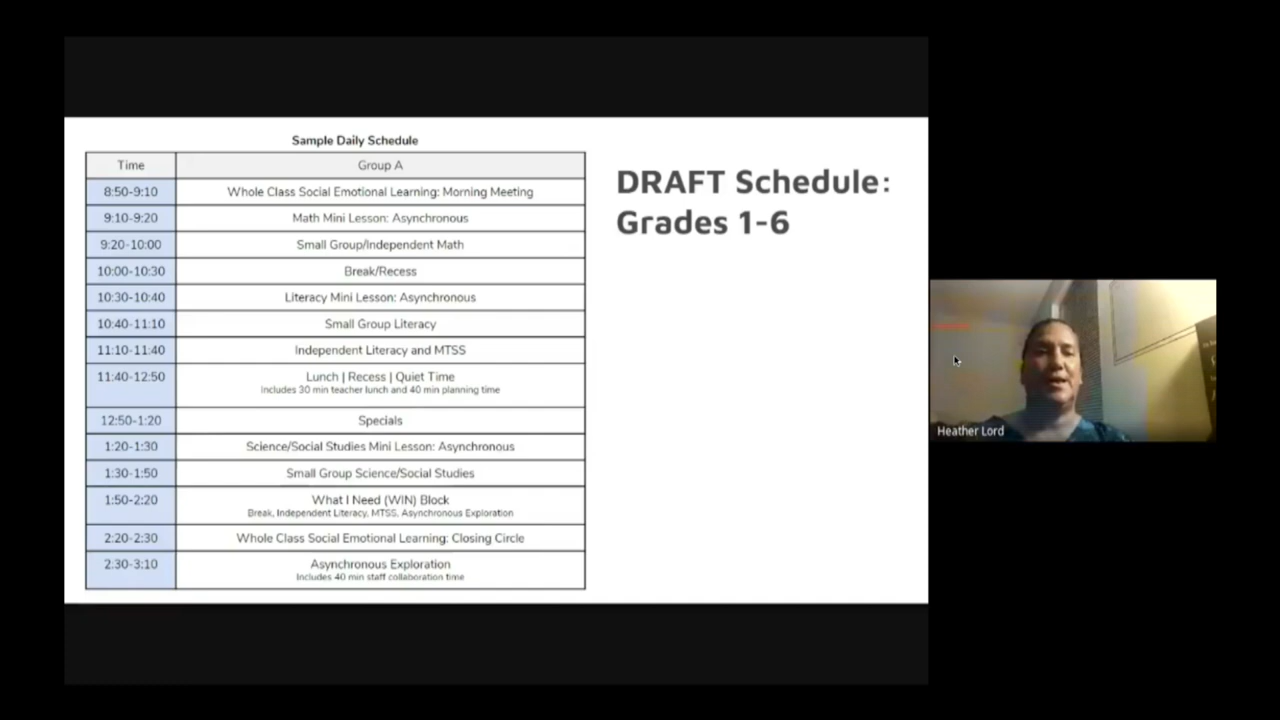 Sample Daily Schedule
Time Group A
8:50-9:10 Whole Class Social Emotional Learning: Morning Meeting
9:10-9:20 Math Mini Lesson: Asynchronous
9:20-10:00 Small Group/Independent Math
10:00-10:30 Break/Recess
10:30-10:40 Literacy Mini Lesson: Asynchronous
10:40-11:10 Small Group Literacy
11:10-11:40 Independent Literacy and MTSS
11:40-12:50 Lunch | Recess | Quiet Time
Includes 30 min teacher lunch and 40 min planning time
12:50-1:20 Specials
1:20-1:30 Science/Social Studies Mini Lesson: Asynchronous
1:30-1:50 Small Group Science/Social Studies
1:50-2:20 What I Need (WIN) Block
Break, Independent Literacy, MTSS, Asynchronous Exploration
2:20-2:30 Whole Class Social Emotional Learning: Closing Circle
2:30-3:10 Asynchronous Exploration
Includes 40 min staff collaboration time
DRAFT Schedule:
Grades 1-6
Heather Lord